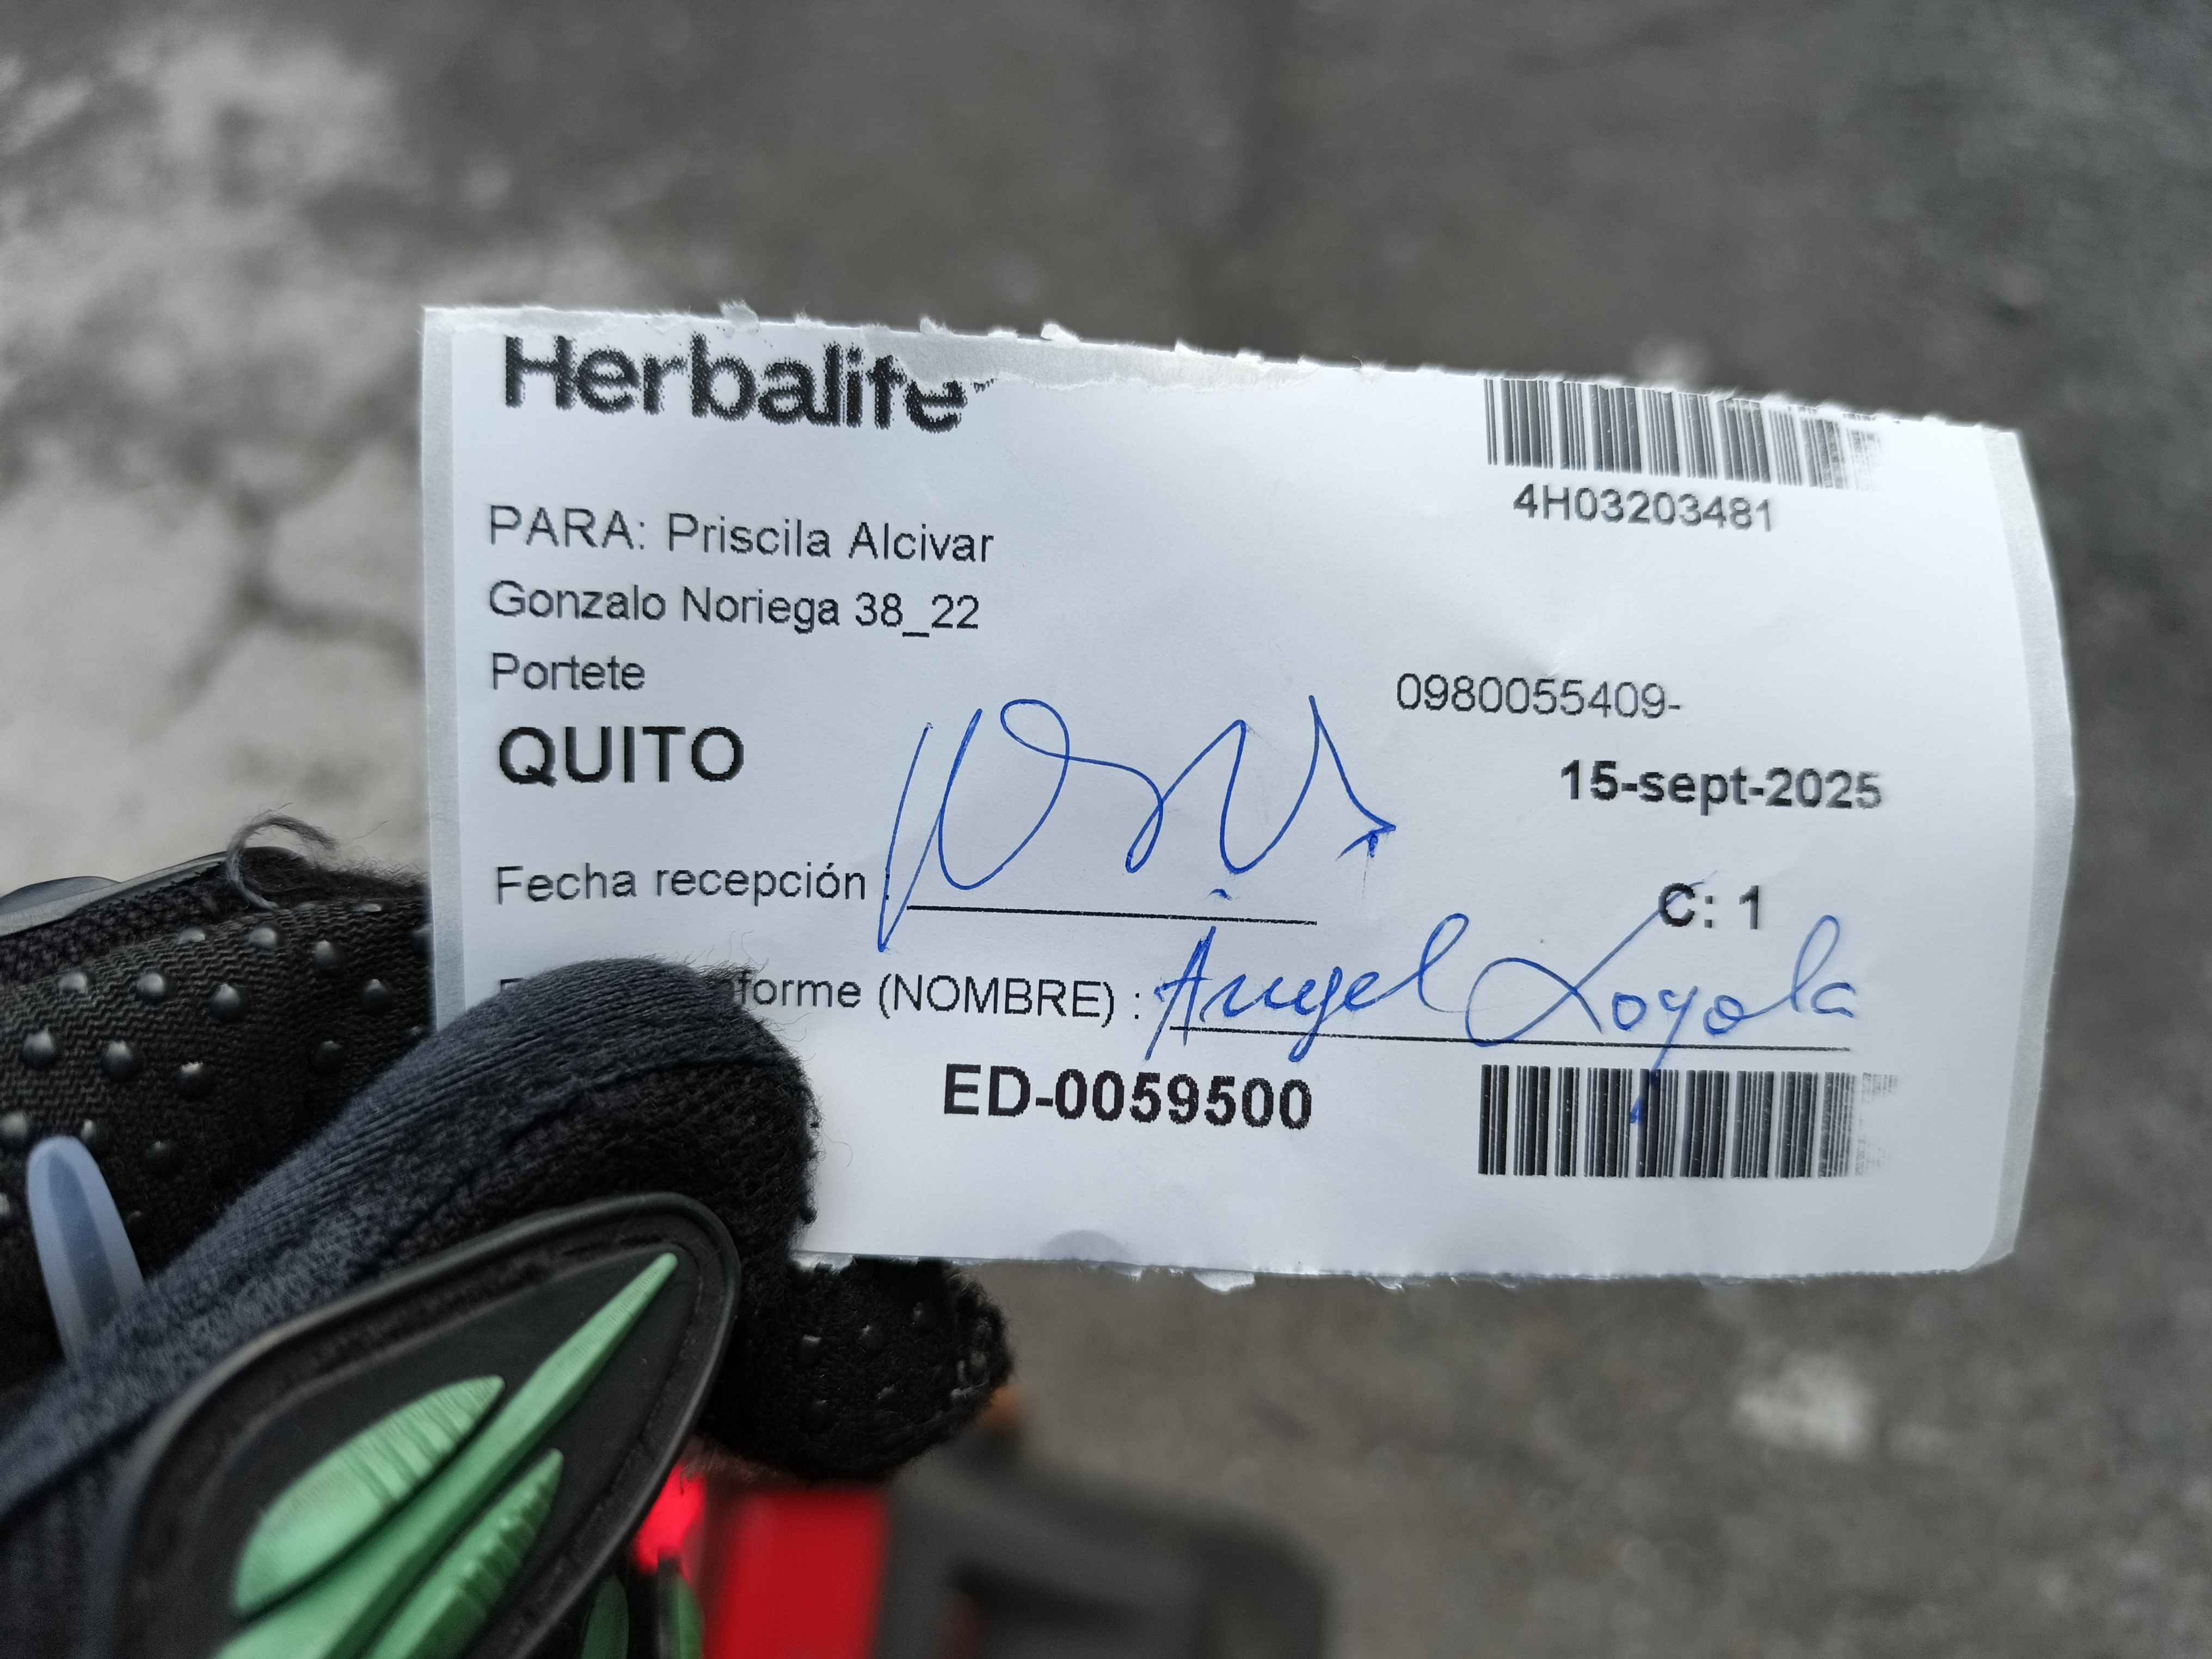 Herbalife
4H03203481
PARA: Priscila Alcivar
Gonzalo Noriega 38_22
Portete
0980055409-
QUITO
15-sept-2025
Fecha recepción
C: 1
forme (NOMBRE) : Angel Loyola
ED-0059500